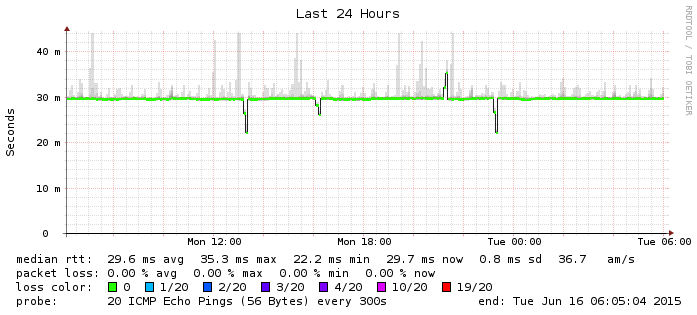 Last 24 Hours
RRDTOOL / TOBI OETIKER
Seconds
40 m
30 m
20 m
10 m
0
Mon 12:00 Mon 18:00 Tue 00:00 Tue 06:00
median rtt: 29.6 ms avg 35.3 ms max 22.2 ms min 29.7 ms now 0.8 ms sd 36.7 am/s
packet loss: 0.00 % avg 0.00 % max 0.00 % min 0.00 % now
loss color: 0 1/20 2/20 3/20 4/20 10/20 19/20
probe: 20 ICMP Echo Pings (56 Bytes) every 300s end: Tue Jun 16 06:05:04 2015